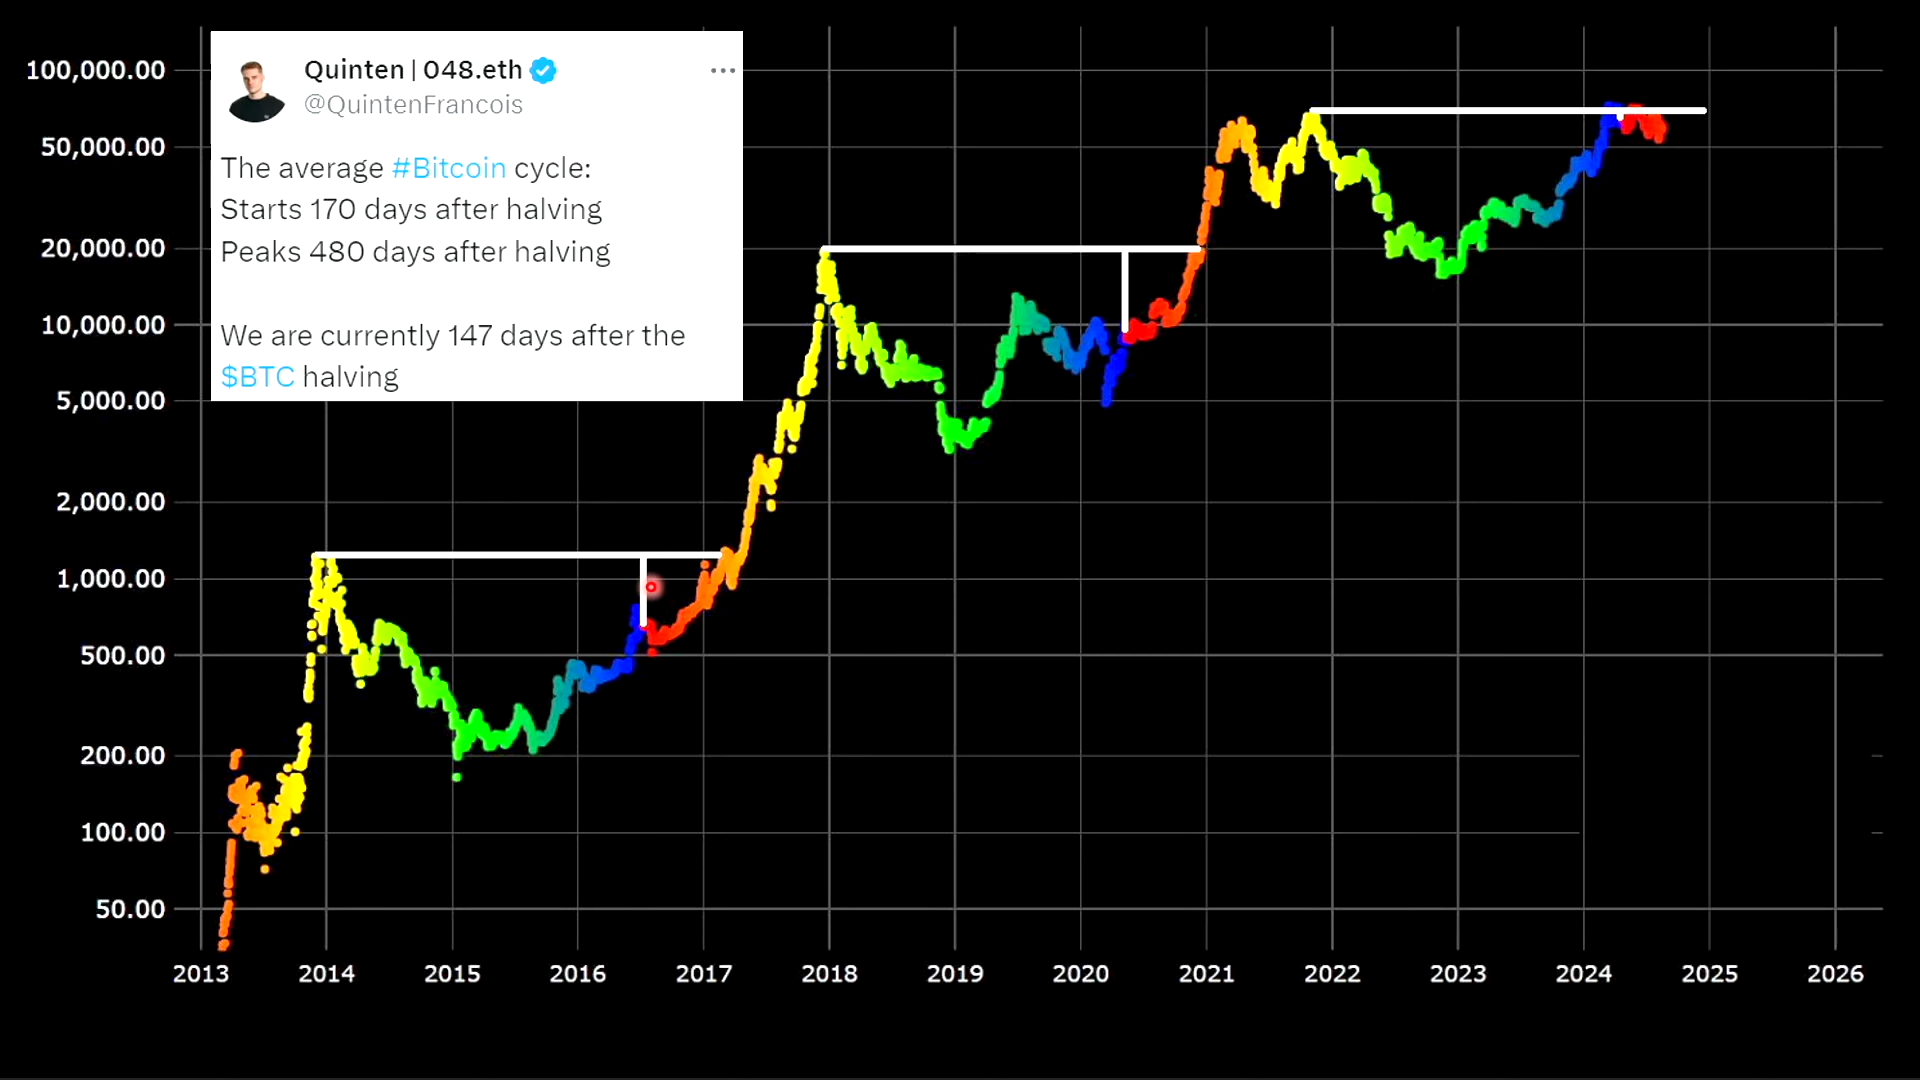 Quinten | 048.eth
@QuintenFrancois
The average #Bitcoin cycle:
Starts 170 days after halving
Peaks 480 days after halving
We are currently 147 days after the
$BTC halving
100,000.00
50,000.00
20,000.00
10,000.00
5,000.00
2,000.00
1,000.00
500.00
200.00
100.00
50.00
2013 2014 2015 2016 2017 2018 2019 2020 2021 2022 2023 2024 2025 2026